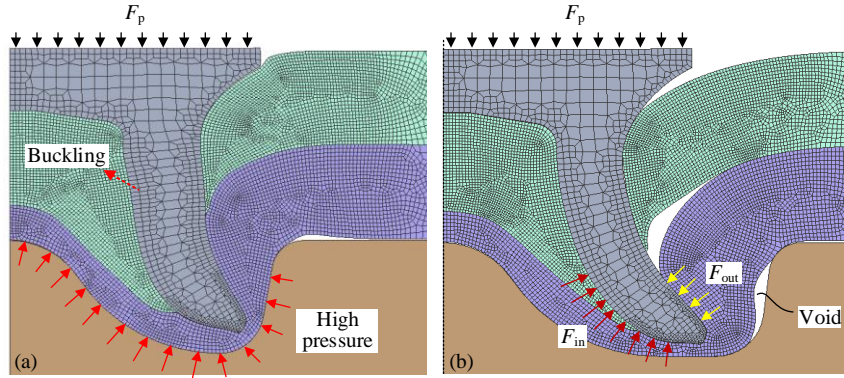 Fp
Fp
Buckling
High
pressure
(a)
Fout
Fin
Void
(b)